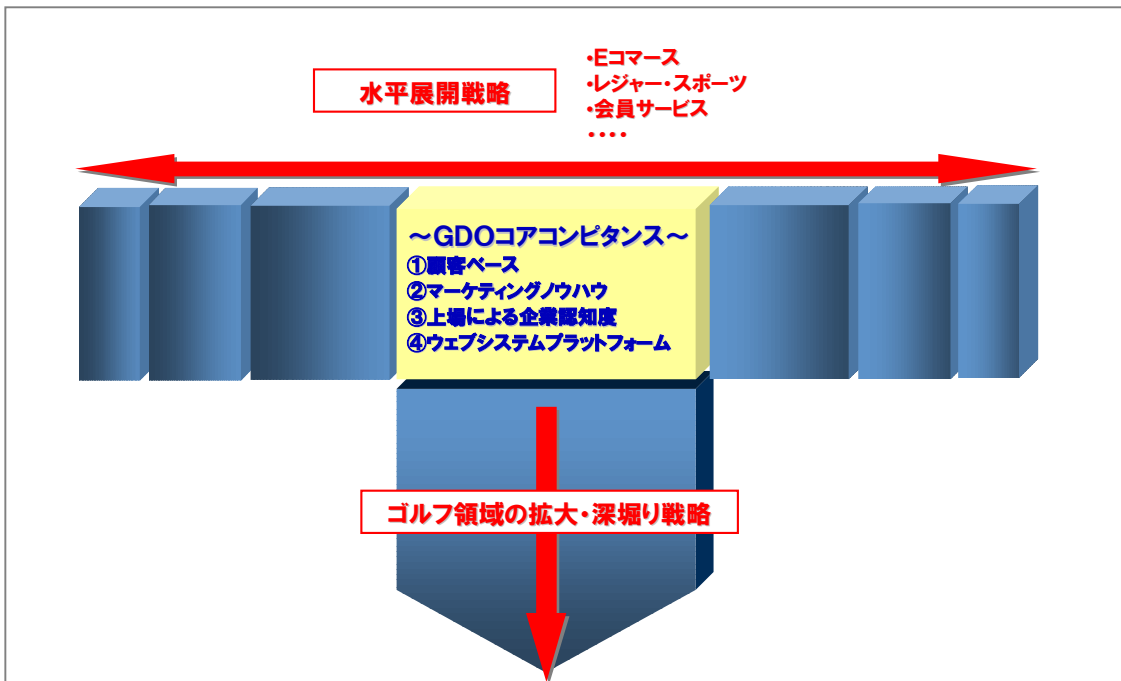 水平展開戦略
・Eコマース
・レジャー・スポーツ
・会員サービス
・・・・
～GDOコアコンピタンス～
①顧客ベース
②マーケティングノウハウ
③上場による企業認知度
④ウェブシステムプラットフォーム
ゴルフ領域の拡大・深堀り戦略